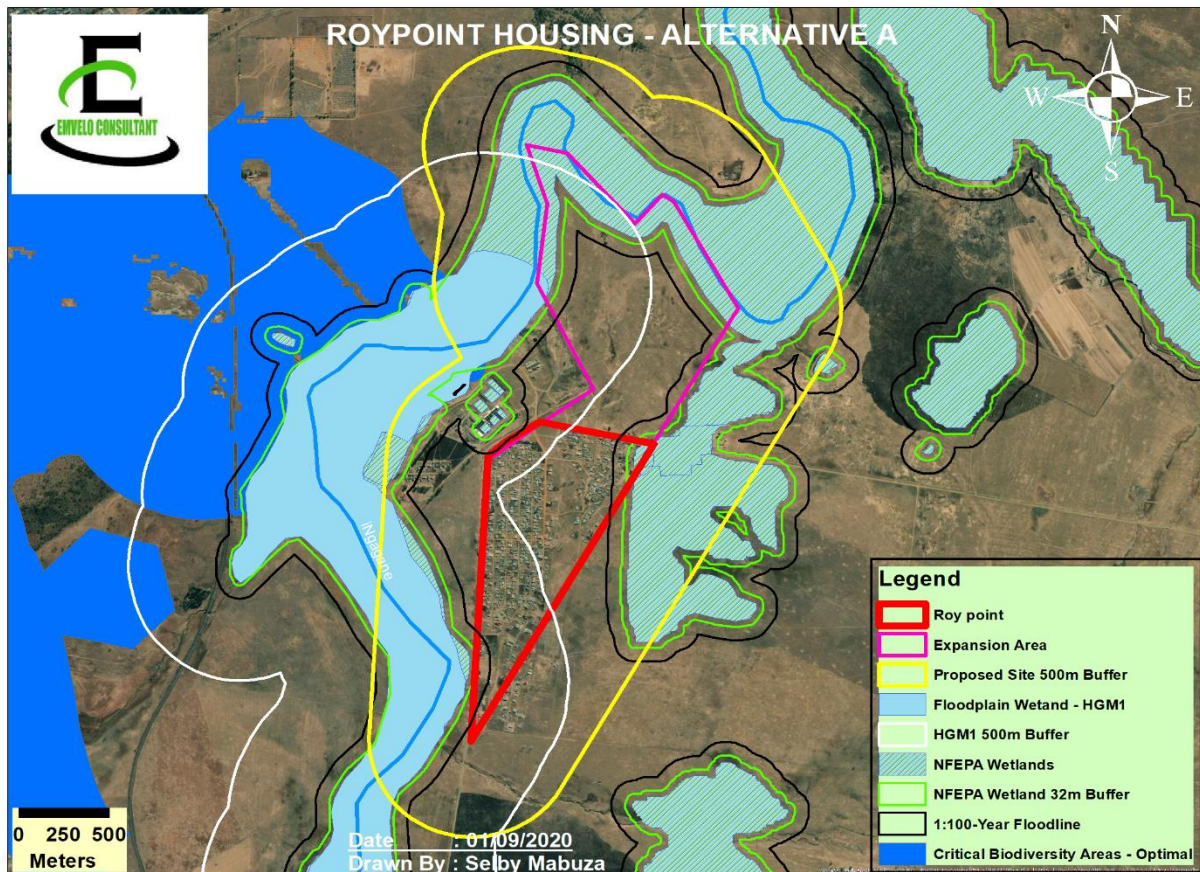 ROYPOINT HOUSING - ALTERNATIVE A
E
EMVELO CONSULTANT
N
W
E
S
iNgagane
Legend
Roy point
Expansion Area
Proposed Site 500m Buffer
Floodplain Wetand - HGM1
HGM1 500m Buffer
NFEPA Wetlands
NFEPA Wetland 32m Buffer
1:100-Year Floodline
Critical Biodiversity Areas - Optimal
0 250 500
Meters
Date : 01/09/2020
Drawn By : Selby Mabuza